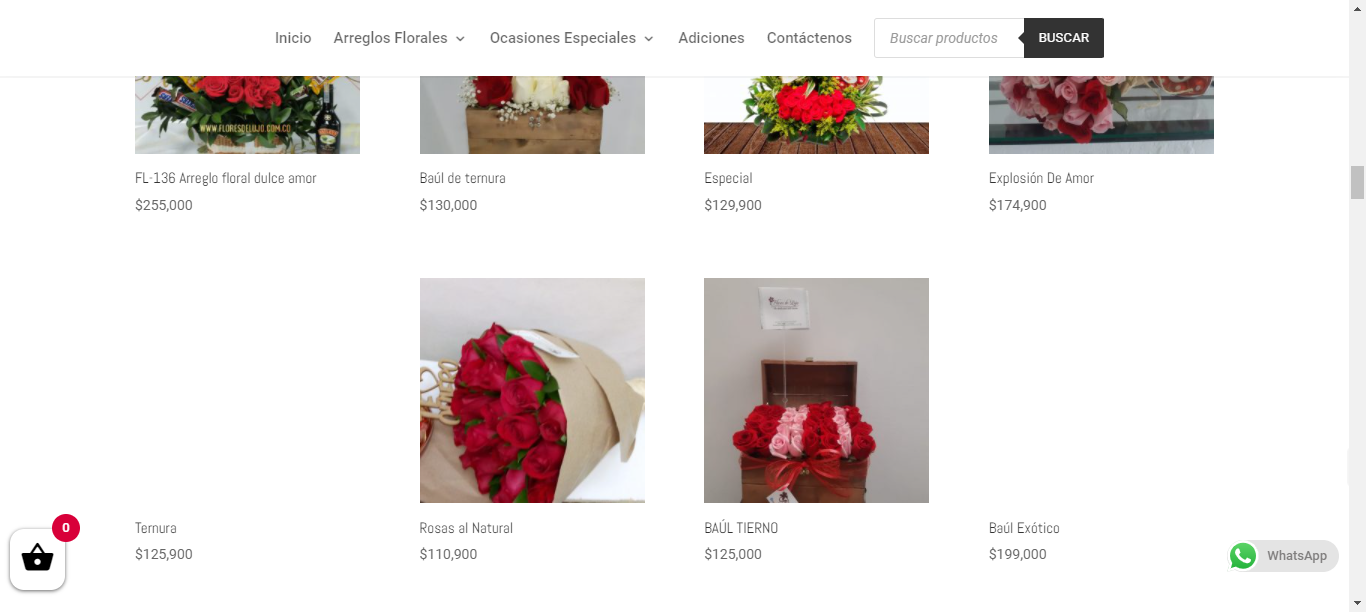 Inicio
Arreglos Florales
Ocasiones Especiales
Adiciones
Contáctenos
Buscar productos
BUSCAR
WWW.FLORESDELUJO.COM.CO
FL-136 Arreglo floral dulce amor
Baúl de ternura
Especial
Explosión De Amor
$255,000
$130,000
$129,900
$174,900
Ternura
Rosas al Natural
BAÚL TIERNO
Baúl Exótico
$125,900
$110,900
$125,000
$199,000
0
WhatsApp